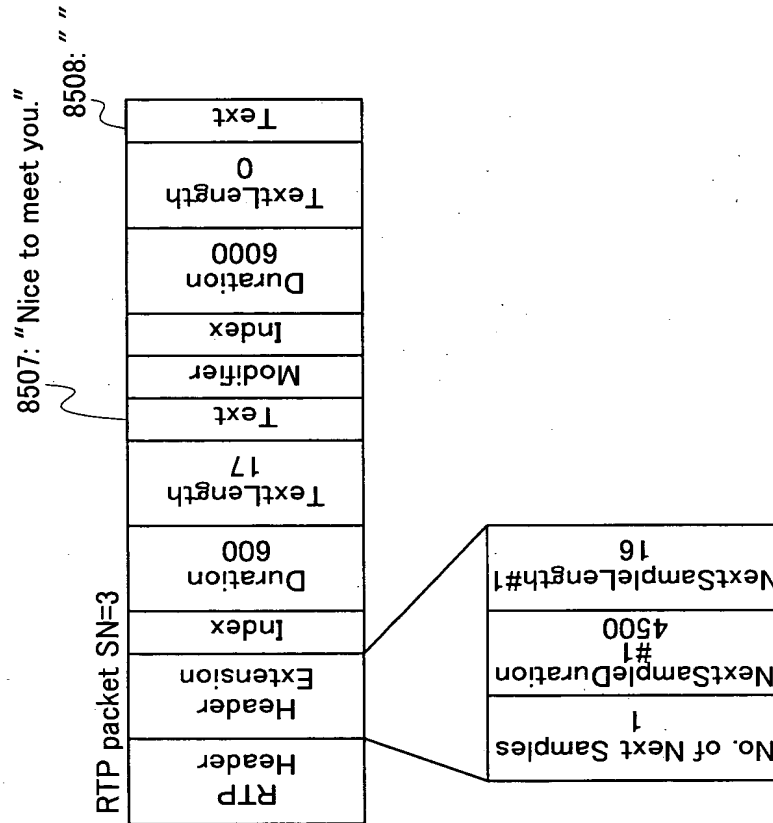 RTP packet SN=3
8507: "Nice to meet you."
8508: " "
RTP
Header
Header
Extension
Index
Duration
600
TextLength
17
Text
Modifier
Index
Duration
6000
TextLength
0
Text
No. of Next Samples
1
NextSampleDuration
#1
4500
NextSampleLength#1
16